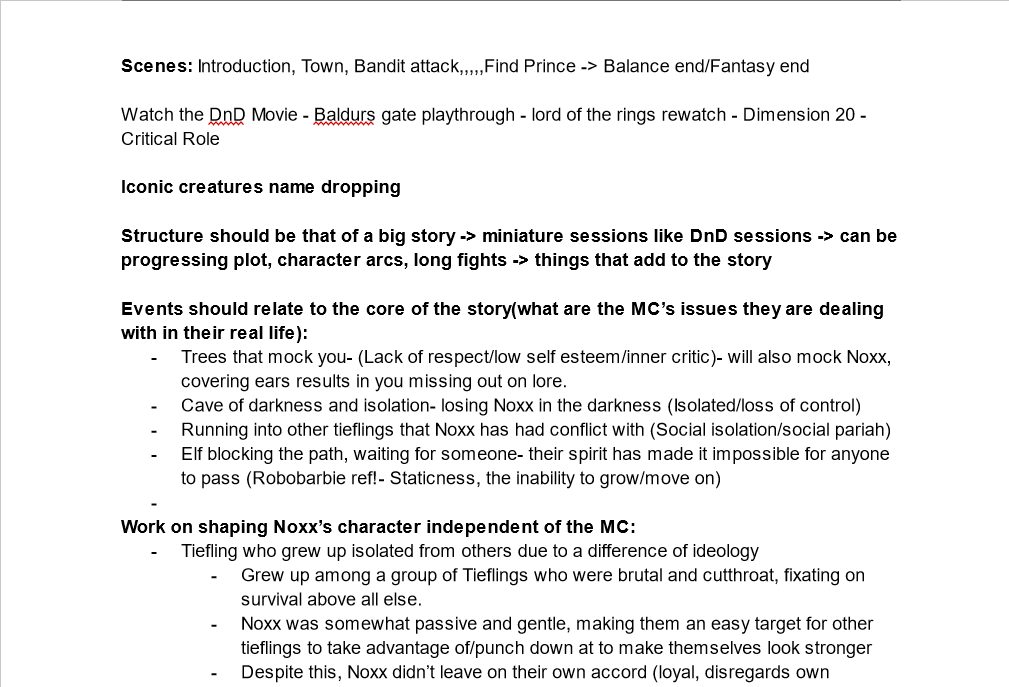 Scenes: Introduction, Town, Bandit attack,,,,,Find Prince -> Balance end/Fantasy end
Watch the DnD Movie - Baldurs gate playthrough - lord of the rings rewatch - Dimension 20 -
Critical Role
Iconic creatures name dropping
Structure should be that of a big story -> miniature sessions like DnD sessions -> can be
progressing plot, character arcs, long fights -> things that add to the story
Events should relate to the core of the story(what are the MC’s issues they are dealing
with in their real life):
- Trees that mock you- (Lack of respect/low self esteem/inner critic)- will also mock Noxx,
covering ears results in you missing out on lore.
- Cave of darkness and isolation- losing Noxx in the darkness (Isolated/loss of control)
- Running into other tieflings that Noxx has had conflict with (Social isolation/social pariah)
- Elf blocking the path, waiting for someone- their spirit has made it impossible for anyone
to pass (Robobarbie ref!- Staticness, the inability to grow/move on)
-
Work on shaping Noxx’s character independent of the MC:
- Tiefling who grew up isolated from others due to a difference of ideology
- Grew up among a group of Tieflings who were brutal and cutthroat, fixating on
survival above all else.
- Noxx was somewhat passive and gentle, making them an easy target for other
tieflings to take advantage of/punch down at to make themselves look stronger
- Despite this, Noxx didn’t leave on their own accord (loyal, disregards own